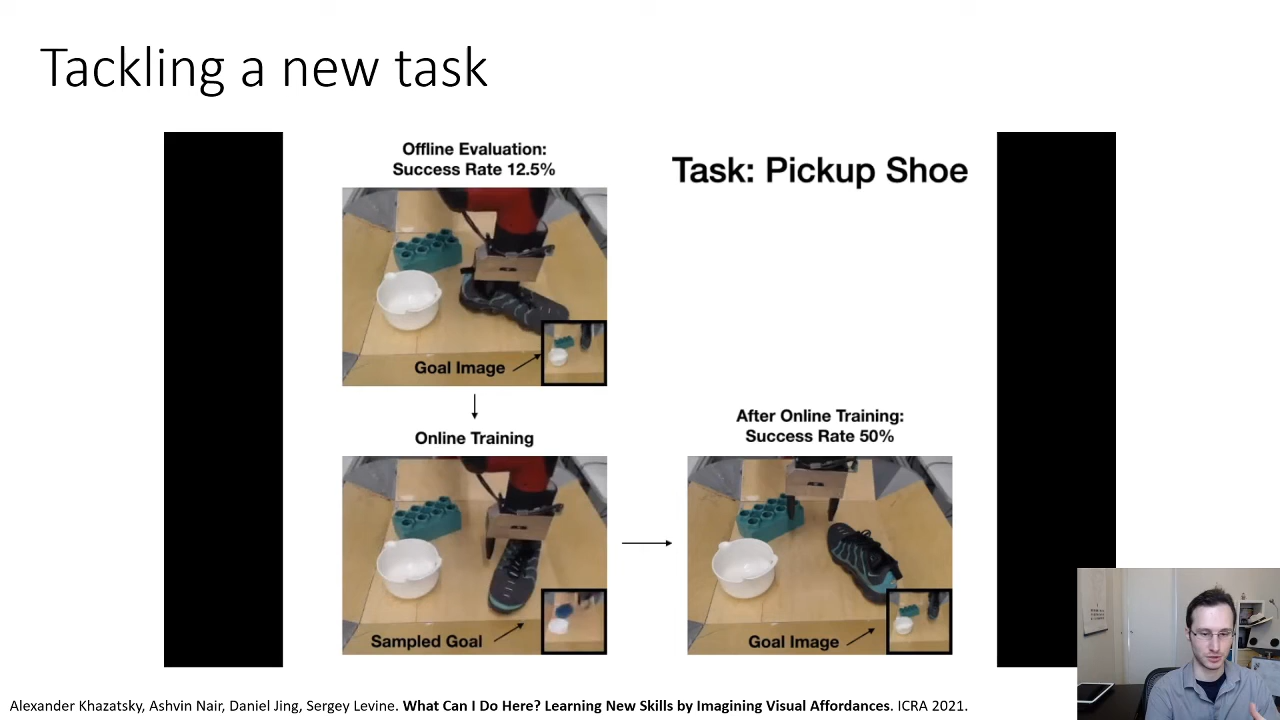 Tackling a new task
Offline Evaluation:
Success Rate 12.5%
Task: Pickup Shoe
Goal Image
Online Training
Sampled Goal
After Online Training:
Success Rate 50%
Goal Image
Alexander Khazatsky, Ashvin Nair, Daniel Jing, Sergey Levine. What Can I Do Here? Learning New Skills by Imagining Visual Affordances. ICRA 2021.